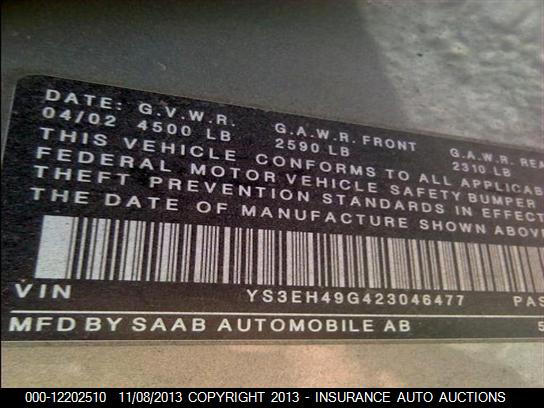 DATE: G.V.W.R. G.A.W.R. FRONT G.A.W.R. REA
04/02 4500 LB 2590 LB 2310 LB
THIS VEHICLE CONFORMS TO ALL APPLICAB
FEDERAL MOTOR VEHICLE SAFETY BUMPER
THEFT PREVENTION STANDARDS IN EFFECT
THE DATE OF MANUFACTURE SHOWN ABOV
VIN YS3EH49G423046477 PAS
MFD BY SAAB AUTOMOBILE AB 5
000-12202510 11/08/2013 COPYRIGHT 2013 - INSURANCE AUTO AUCTIONS